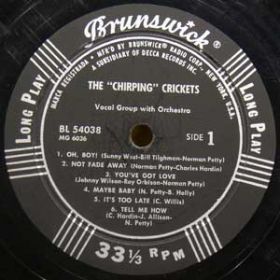 Brunswick®
MARCA REGISTRADA • MF'D BY BRUNSWICK RADIO CORP.
A SUBSIDIARY OF DECCA RECORDS INC. • NEW YORK, U.S.A.
LONG PLAY
LONG PLAY
THE "CHIRPING" CRICKETS
Vocal Group with Orchestra
BL 54038
MG 6036
SIDE 1
1. OH, BOY! (Sunny West-Bill Tilghman-Norman Petty)
2. NOT FADE AWAY (Norman Petty-Charles Hardin)
3. YOU'VE GOT LOVE
(Johnny Wilson-Roy Orbison-Norman Petty)
4. MAYBE BABY (N. Petty-B. Holly)
5. IT'S TOO LATE (C. Willis)
6. TELL ME HOW
(C. Hardin-J. Allison-
N. Petty)
33⅓ RPM